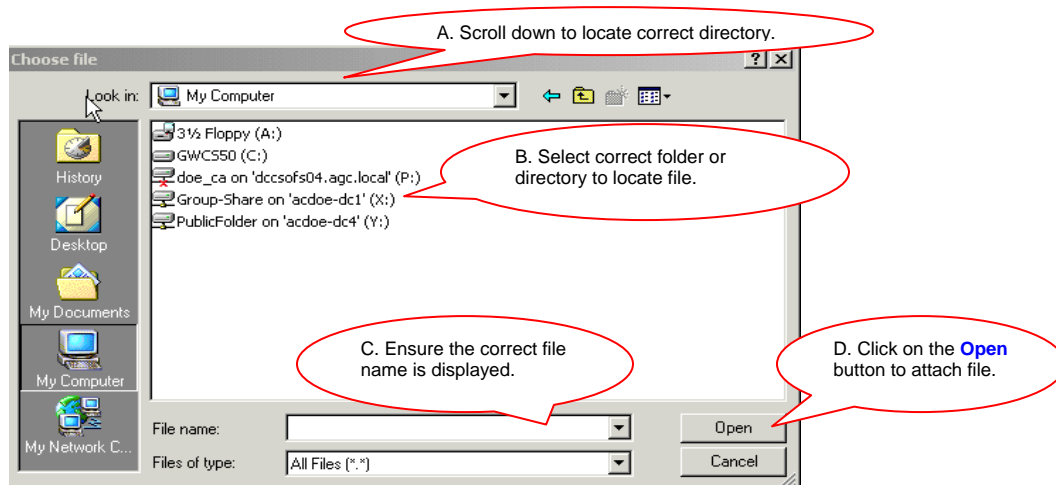 A. Scroll down to locate correct directory.
Choose file
Look in:
My Computer
3½ Floppy (A:)
GWCS50 (C:)
doe_ca on 'dccsofs04.agc.local' (P:)
Group-Share on 'acdoe-dc1' (X:)
PublicFolder on 'acdoe-dc4' (Y:)
B. Select correct folder or
directory to locate file.
History
Desktop
My Documents
My Computer
My Network C...
C. Ensure the correct file
name is displayed.
D. Click on the Open
button to attach file.
File name:
Open
Files of type:
All Files (*.*)
Cancel